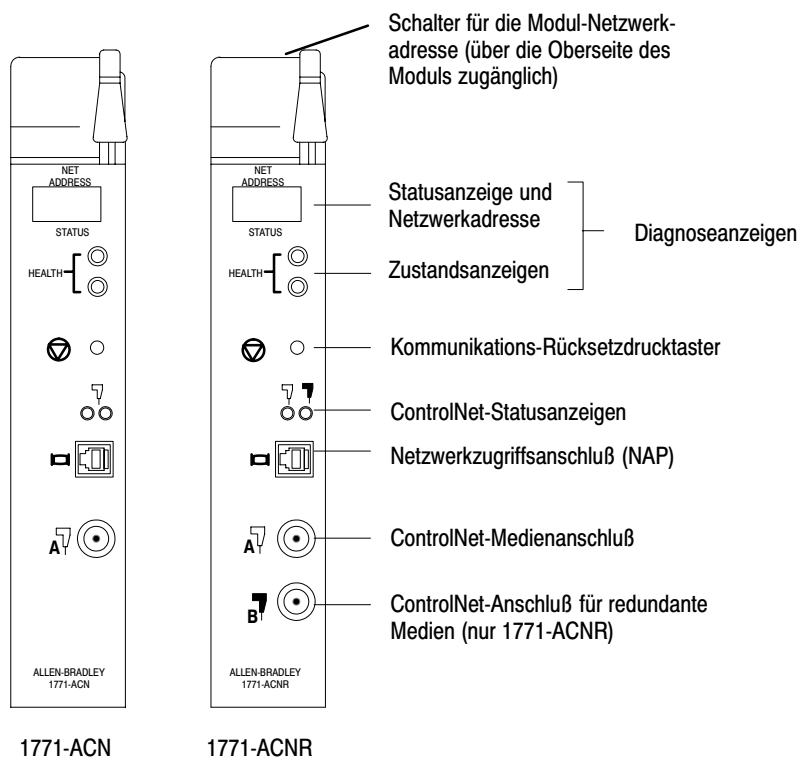 Schalter für die Modul-Netzwerk-
adresse (über die Oberseite des
Moduls zugänglich)
NET
ADDRESS
STATUS
HEALTH
A
ALLEN-BRADLEY
1771-ACN
1771-ACN
NET
ADDRESS
STATUS
HEALTH
A
B
ALLEN-BRADLEY
1771-ACNR
1771-ACNR
Statusanzeige und
Netzwerkadresse
Zustandsanzeigen
Diagnoseanzeigen
Kommunikations-Rücksetzdrucktaster
ControlNet-Statusanzeigen
Netzwerkzugriffsanschluß (NAP)
ControlNet-Medienanschluß
ControlNet-Anschluß für redundante
Medien (nur 1771-ACNR)